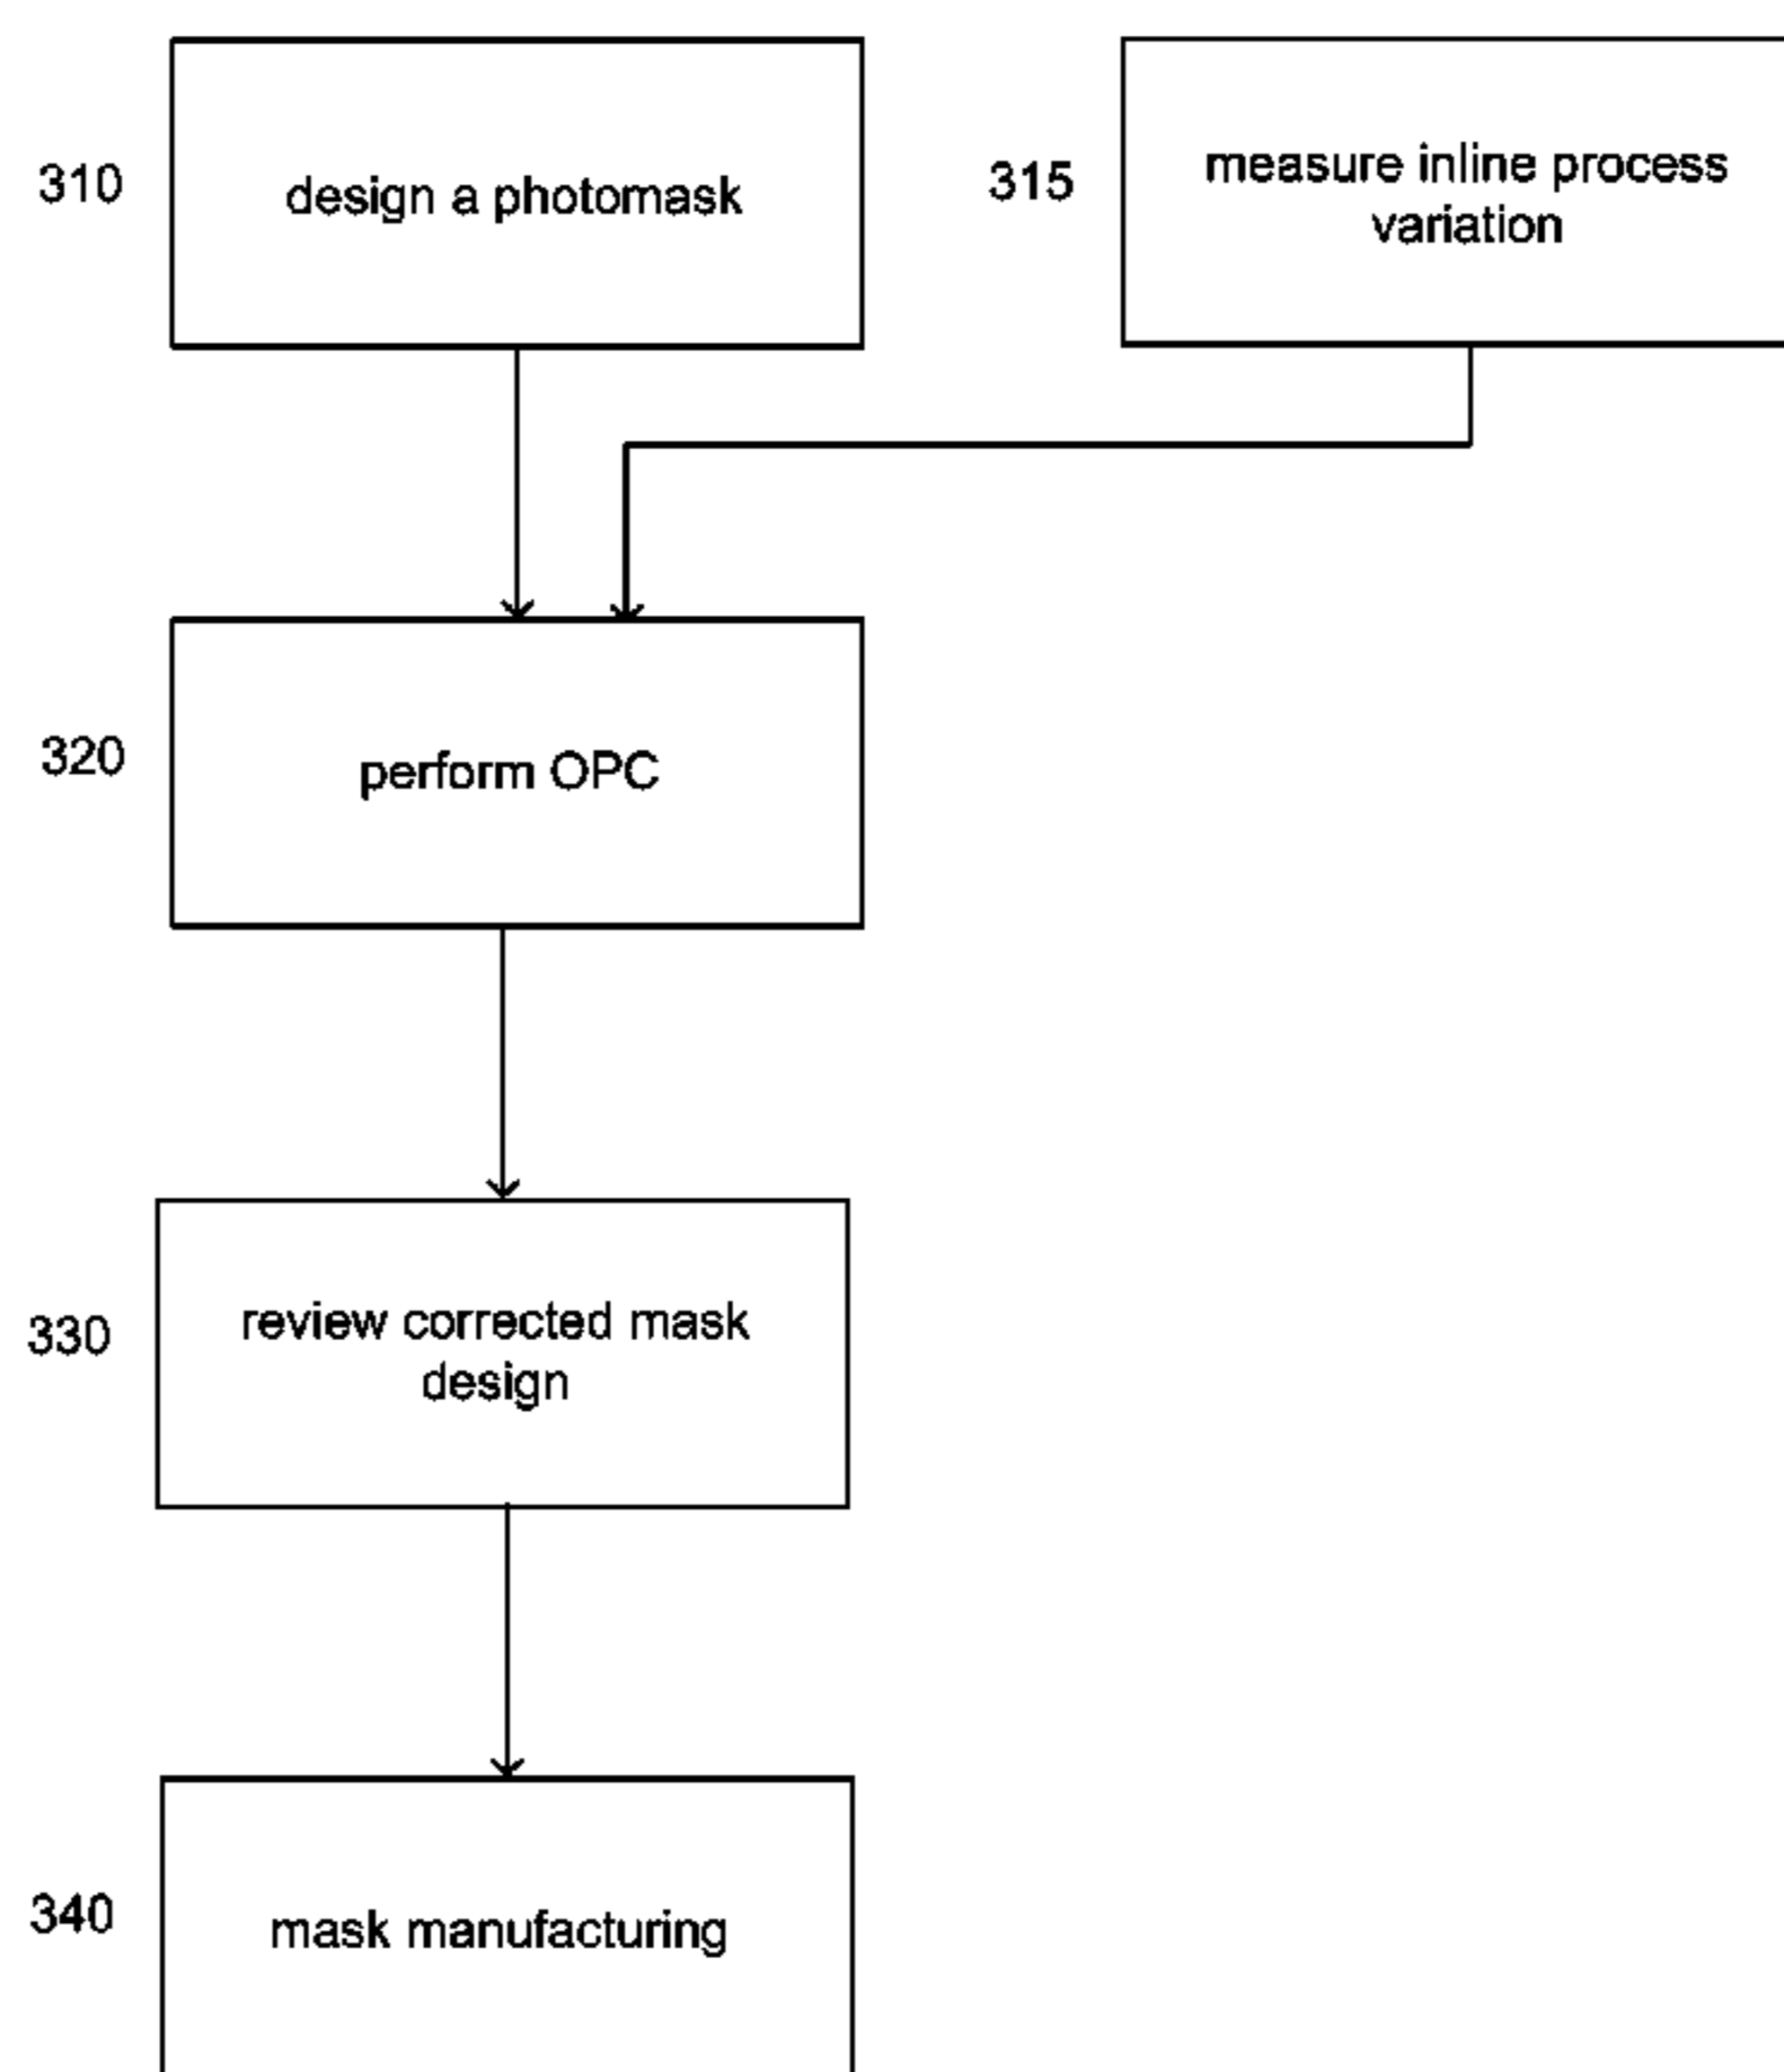 310
design a photomask
315
measure inline process
variation
320
perform OPC
330
review corrected mask
design
340
mask manufacturing